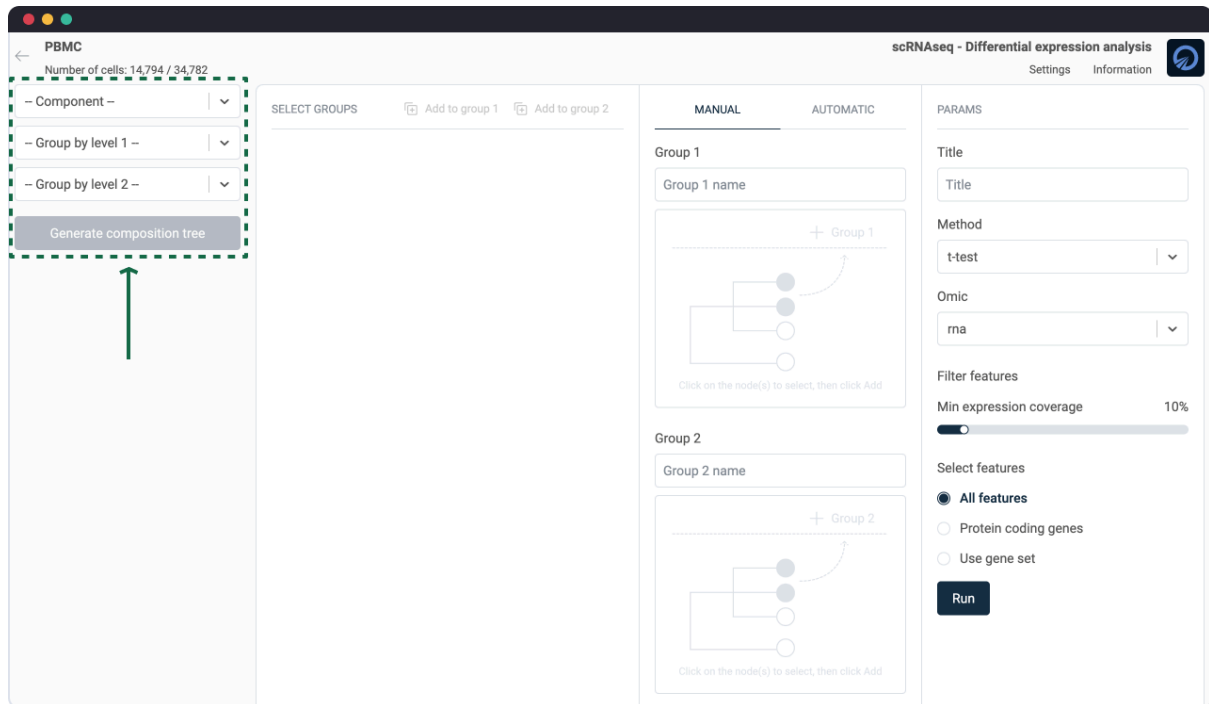 PBMC
Number of cells: 14,794 / 34,782
scRNAseq - Differential expression analysis
Settings Information
-- Component --
-- Group by level 1 --
-- Group by level 2 --
Generate composition tree
SELECT GROUPS Add to group 1 Add to group 2
MANUAL AUTOMATIC
Group 1
Group 1 name
+ Group 1
Click on the node(s) to select, then click Add
Group 2
Group 2 name
+ Group 2
Click on the node(s) to select, then click Add
PARAMS
Title
Title
Method
t-test
Omic
rna
Filter features
Min expression coverage 10%
Select features
All features
Protein coding genes
Use gene set
Run